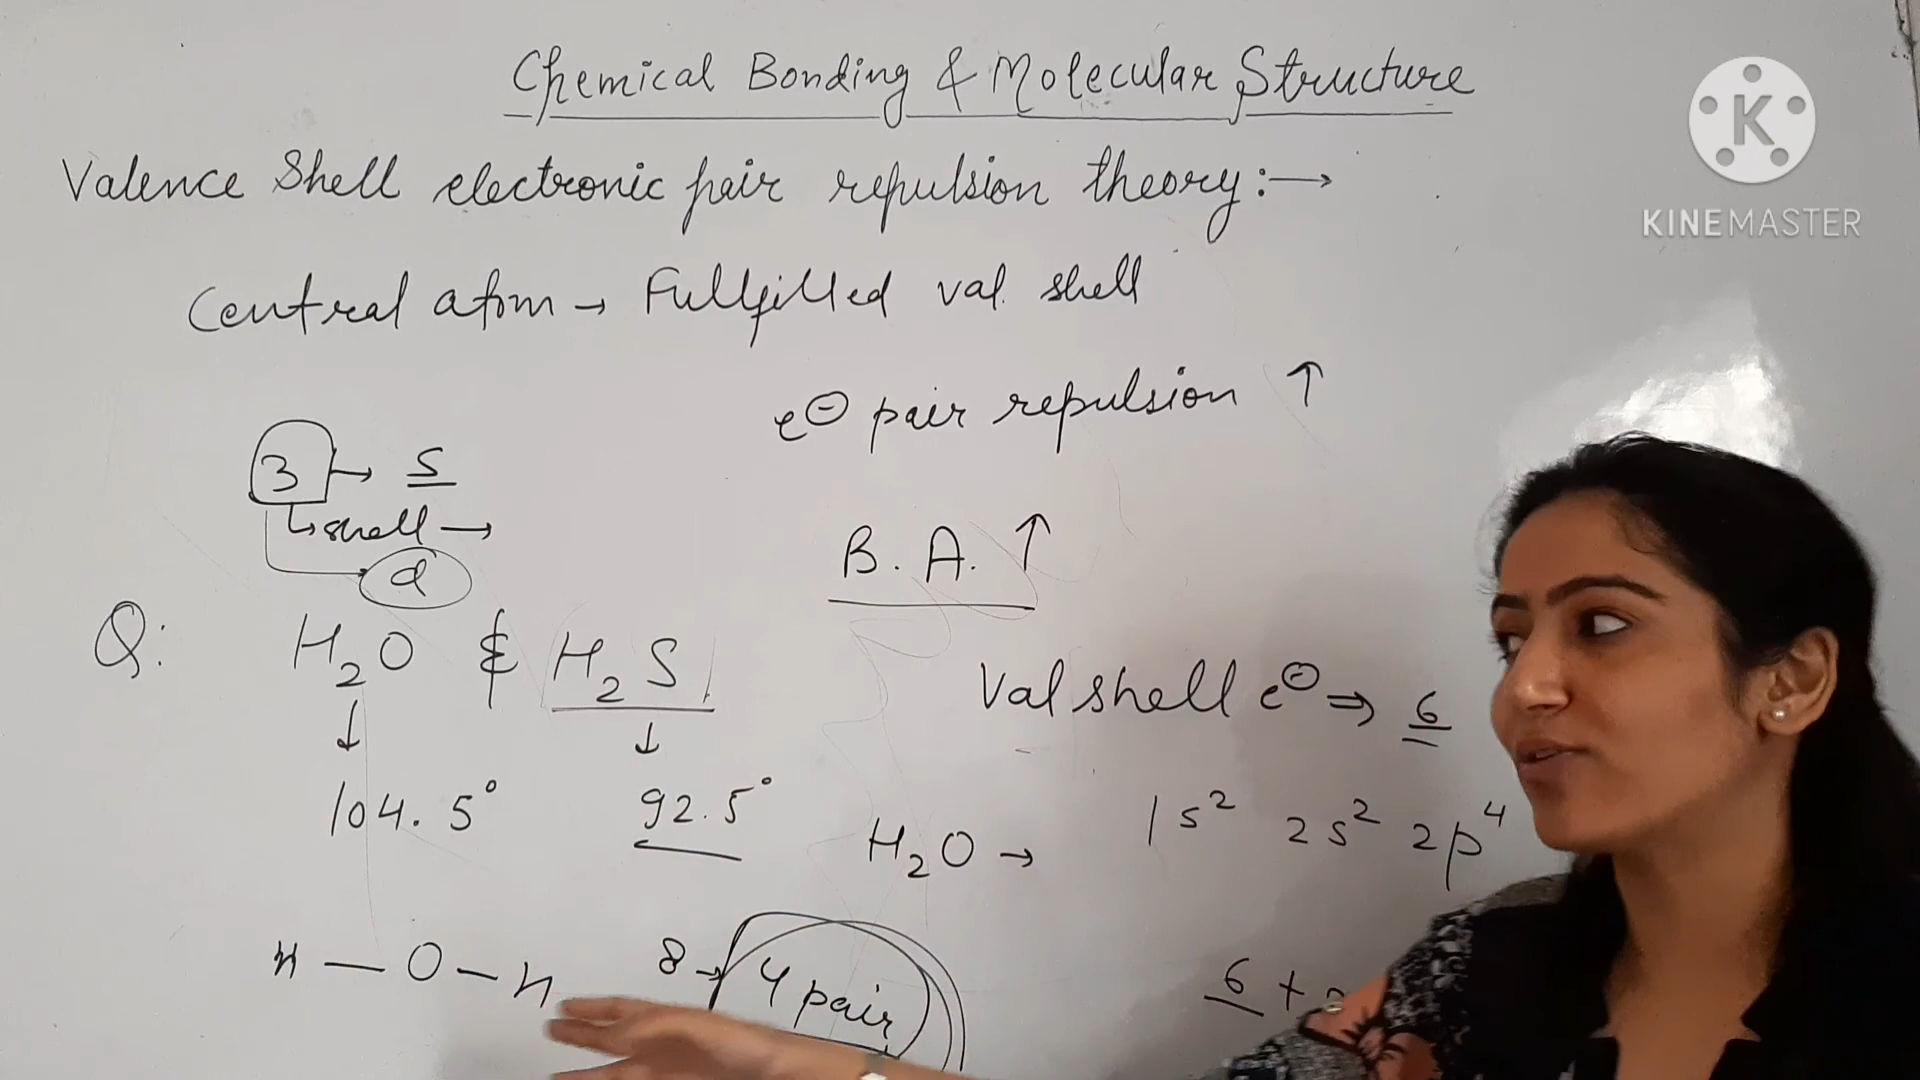 Chemical Bonding & Molecular Structure
K
KINEMASTER
Valence Shell electronic pair repulsion theory:→
Central atom → Fullfilled val. shell
e⊖ pair repulsion ↑
3 → S
↳ shell →
d
B. A. ↑
Q: H₂O & H₂S
Val shell e⊖ ⇒ 6
↓ ↓
104.5° 92.5°
H₂O → 1s² 2s² 2p⁴
H — O — H
8 → 4 pair
6 +